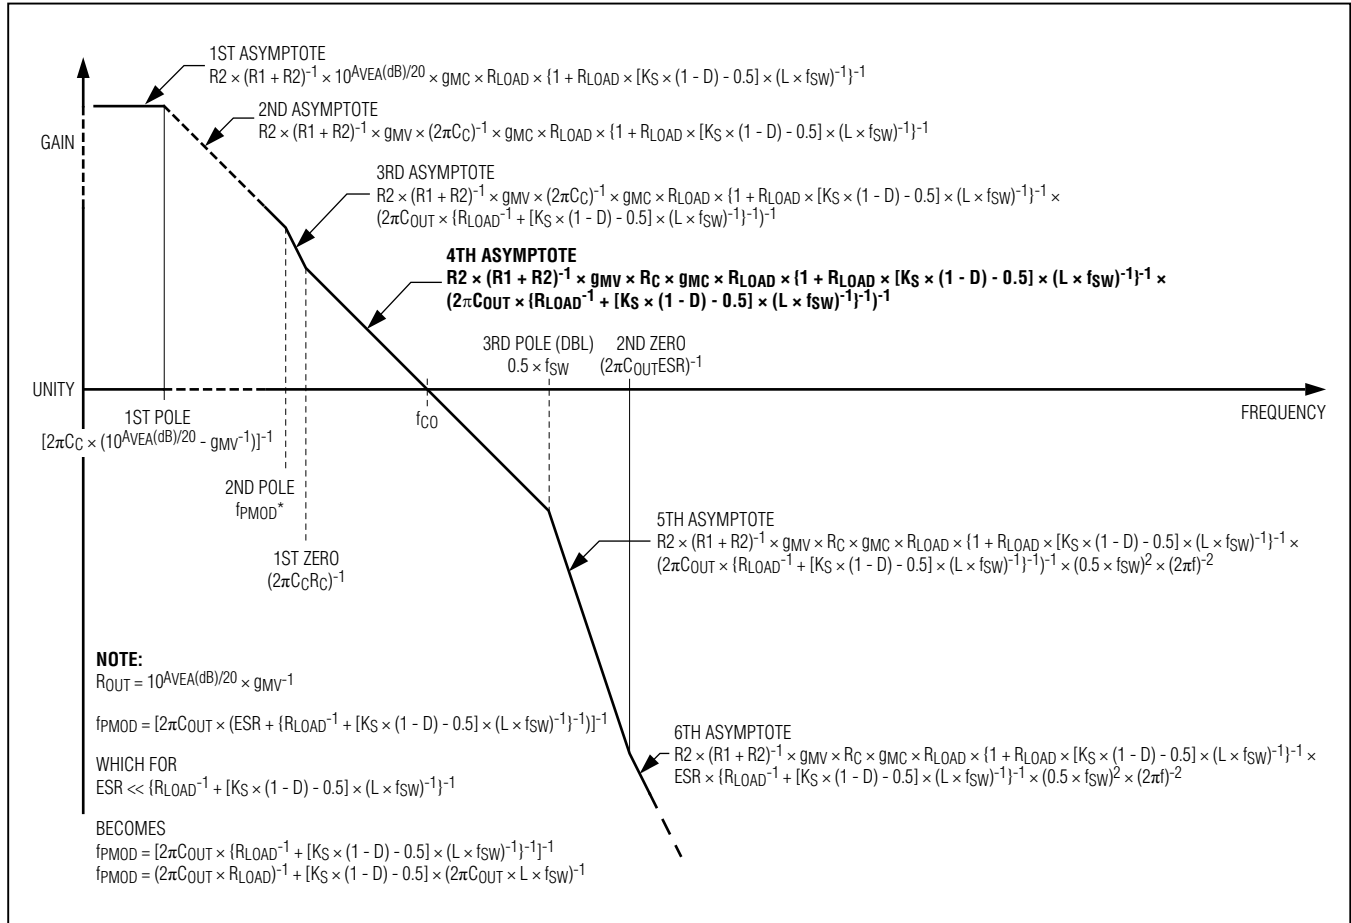 1ST ASYMPTOTE
R2 × (R1 + R2)⁻¹ × 10^AVEA(dB)/20 × gMC × RLOAD × {1 + RLOAD × [KS × (1 - D) - 0.5] × (L × fSW)⁻¹}⁻¹
2ND ASYMPTOTE
R2 × (R1 + R2)⁻¹ × gMV × (2πCC)⁻¹ × gMC × RLOAD × {1 + RLOAD × [KS × (1 - D) - 0.5] × (L × fSW)⁻¹}⁻¹
GAIN
3RD ASYMPTOTE
R2 × (R1 + R2)⁻¹ × gMV × (2πCC)⁻¹ × gMC × RLOAD × {1 + RLOAD × [KS × (1 - D) - 0.5] × (L × fSW)⁻¹}⁻¹ ×
(2πCOUT × {RLOAD⁻¹ + [KS × (1 - D) - 0.5] × (L × fSW)⁻¹}⁻¹)⁻¹
4TH ASYMPTOTE
R2 × (R1 + R2)⁻¹ × gMV × RC × gMC × RLOAD × {1 + RLOAD × [KS × (1 - D) - 0.5] × (L × fSW)⁻¹}⁻¹ ×
(2πCOUT × {RLOAD⁻¹ + [KS × (1 - D) - 0.5] × (L × fSW)⁻¹}⁻¹)⁻¹
3RD POLE (DBL)
0.5 × fSW
2ND ZERO
(2πCOUTESR)⁻¹
UNITY
FREQUENCY
fCO
1ST POLE
[2πCC × (10^AVEA(dB)/20 - gMV⁻¹)]⁻¹
2ND POLE
fPMOD*
1ST ZERO
(2πCCRC)⁻¹
5TH ASYMPTOTE
R2 × (R1 + R2)⁻¹ × gMV × RC × gMC × RLOAD × {1 + RLOAD × [KS × (1 - D) - 0.5] × (L × fSW)⁻¹}⁻¹ ×
(2πCOUT × {RLOAD⁻¹ + [KS × (1 - D) - 0.5] × (L × fSW)⁻¹}⁻¹)⁻¹ × (0.5 × fSW)² × (2πf)⁻²
NOTE:
ROUT = 10^AVEA(dB)/20 × gMV⁻¹
fPMOD = [2πCOUT × (ESR + {RLOAD⁻¹ + [KS × (1 - D) - 0.5] × (L × fSW)⁻¹}⁻¹)]⁻¹
WHICH FOR
ESR << {RLOAD⁻¹ + [KS × (1 - D) - 0.5] × (L × fSW)⁻¹}⁻¹
BECOMES
fPMOD = [2πCOUT × {RLOAD⁻¹ + [KS × (1 - D) - 0.5] × (L × fSW)⁻¹}⁻¹]⁻¹
fPMOD = (2πCOUT × RLOAD)⁻¹ + [KS × (1 - D) - 0.5] × (2πCOUT × L × fSW)⁻¹
6TH ASYMPTOTE
R2 × (R1 + R2)⁻¹ × gMV × RC × gMC × RLOAD × {1 + RLOAD × [KS × (1 - D) - 0.5] × (L × fSW)⁻¹}⁻¹ ×
ESR × {RLOAD⁻¹ + [KS × (1 - D) - 0.5] × (L × fSW)⁻¹}⁻¹ × (0.5 × fSW)² × (2πf)⁻²